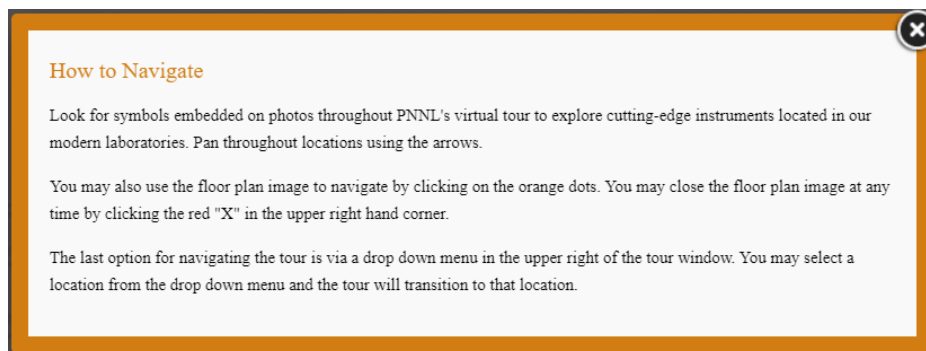 How to Navigate
Look for symbols embedded on photos throughout PNNL's virtual tour to explore cutting-edge instruments located in our
modern laboratories. Pan throughout locations using the arrows.
You may also use the floor plan image to navigate by clicking on the orange dots. You may close the floor plan image at any
time by clicking the red "X" in the upper right hand corner.
The last option for navigating the tour is via a drop down menu in the upper right of the tour window. You may select a
location from the drop down menu and the tour will transition to that location.